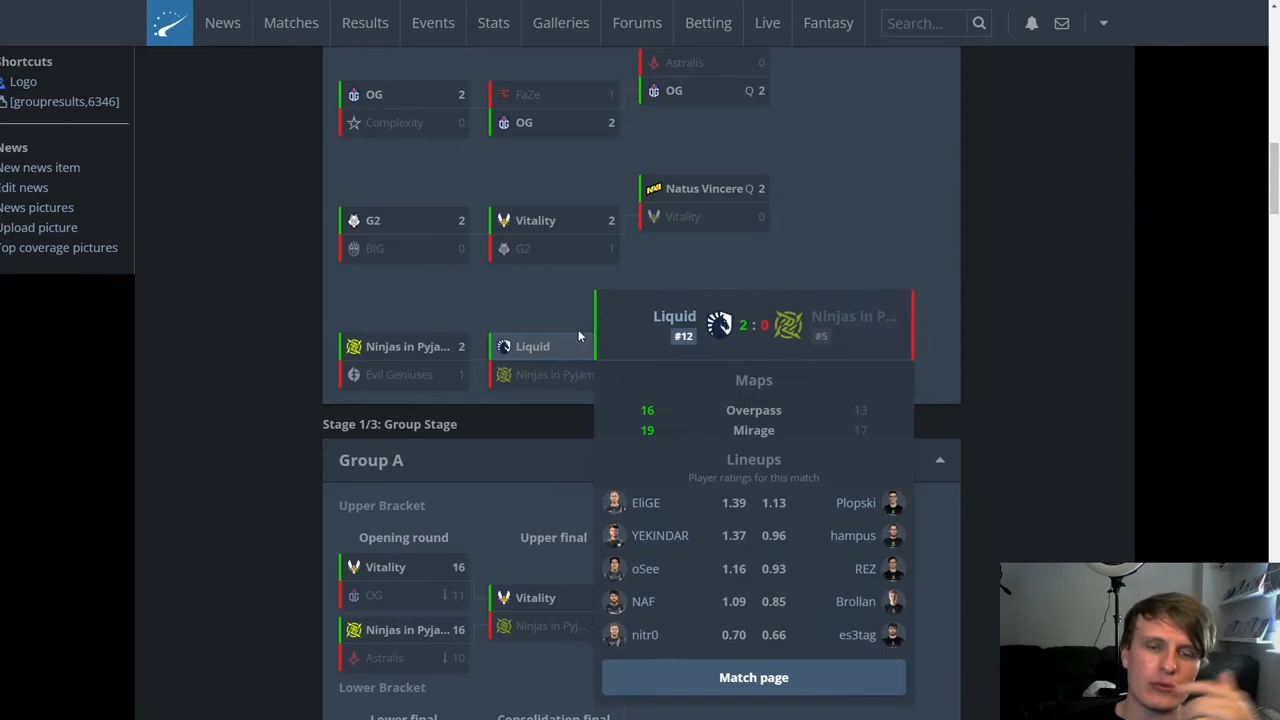 News Matches Results Events Stats Galleries Forums Betting Live Fantasy Search...
Shortcuts
Logo
[groupresults,6346]
News
New news item
Edit news
News pictures
Upload picture
Top coverage pictures
Astralis 0
OG Q 2
OG 2
Complexity 0
FaZe 1
OG 2
Natus Vincere Q 2
Vitality 0
G2 2
BIG 0
Vitality 2
G2 1
Ninjas in Pyja... 2
Evil Geniuses 1
Liquid
Ninjas in Pyjam
Liquid 2 : 0 Ninjas in P...
#12 #5
Maps
16 Overpass 13
19 Mirage 17
Lineups
Player ratings for this match
EliGE 1.39 1.13 Plopski
YEKINDAR 1.37 0.96 hampus
oSee 1.16 0.93 REZ
NAF 1.09 0.85 Brollan
nitr0 0.70 0.66 es3tag
Match page
Stage 1/3: Group Stage
Group A
Upper Bracket
Opening round Upper final
Vitality 16
OG ↓ 11
Ninjas in Pyja... 16
Astralis ↓ 10
Vitality
Ninjas in Pyj...
Lower Bracket
Lower final Consolidation final